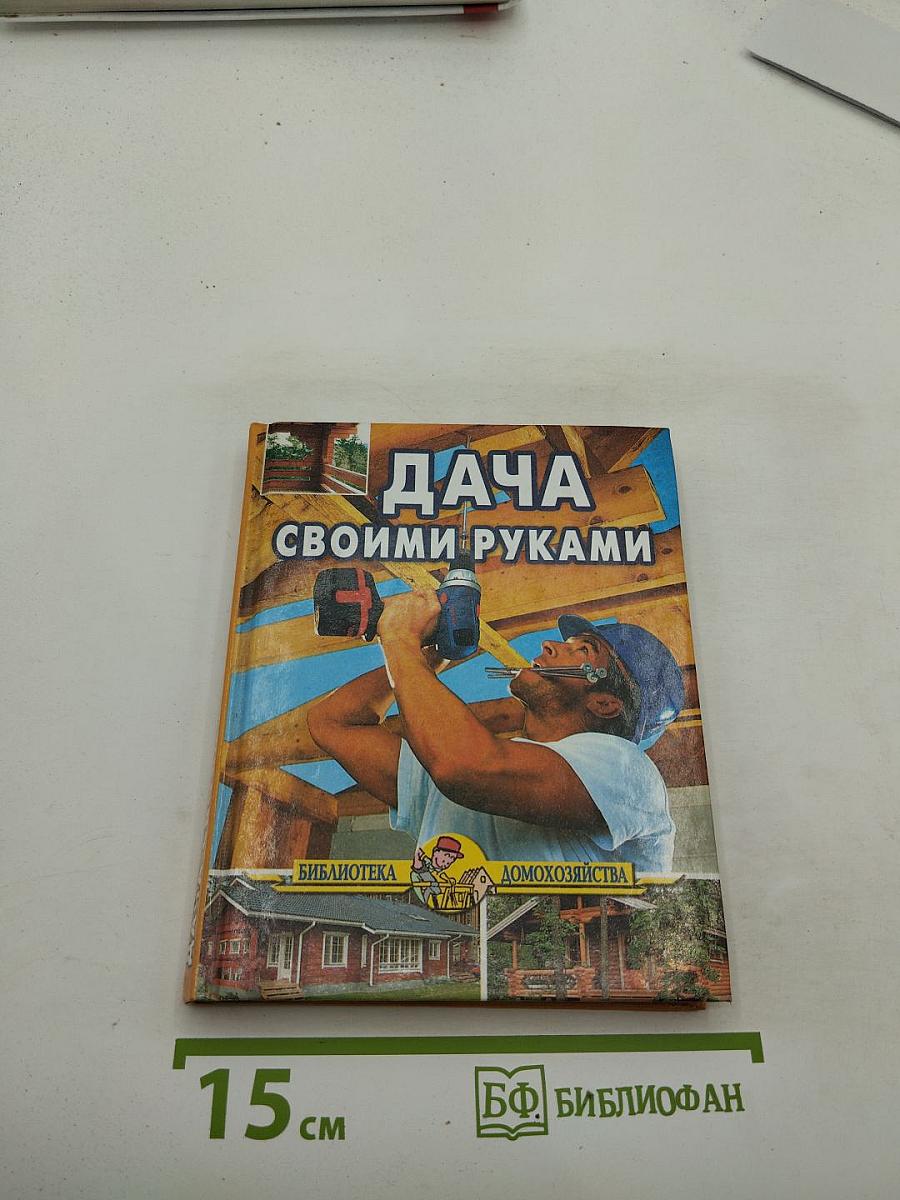 ДАЧА
СВОИМИ РУКАМИ
БИБЛИОТЕКА ДОМОХОЗЯЙСТВА
15 см
БФ. БИБЛИОФАН